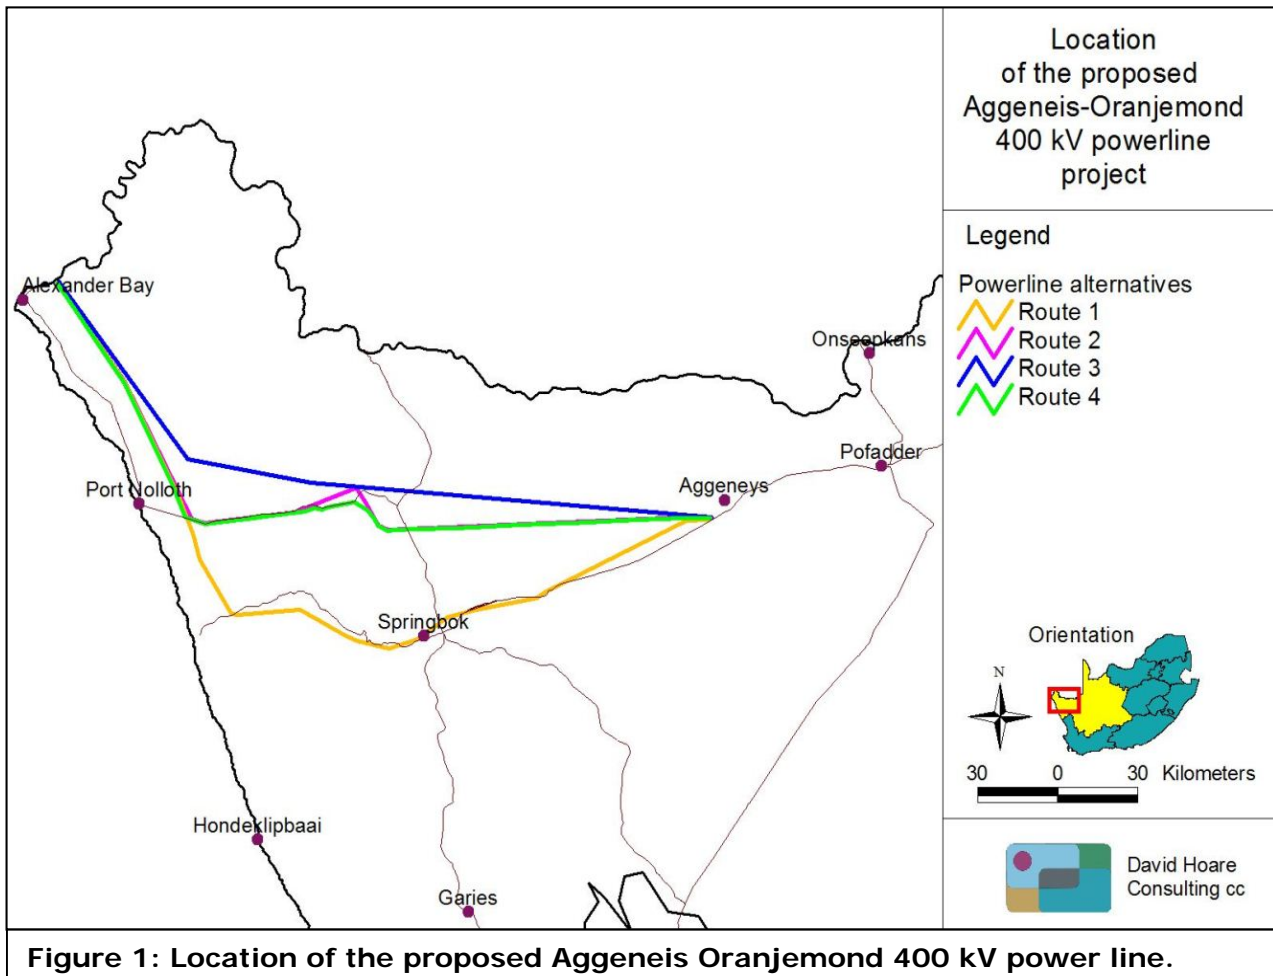 Location
of the proposed
Aggeneis-Oranjemond
400 kV powerline
project
Legend
Powerline alternatives
Route 1
Route 2
Route 3
Route 4
Alexander Bay
Onseepkans
Pofadder
Aggeneys
Port Nolloth
Springbok
Hondeklipbaai
Garies
Orientation
N
30 0 30 Kilometers
David Hoare
Consulting cc
Figure 1: Location of the proposed Aggeneis Oranjemond 400 kV power line.